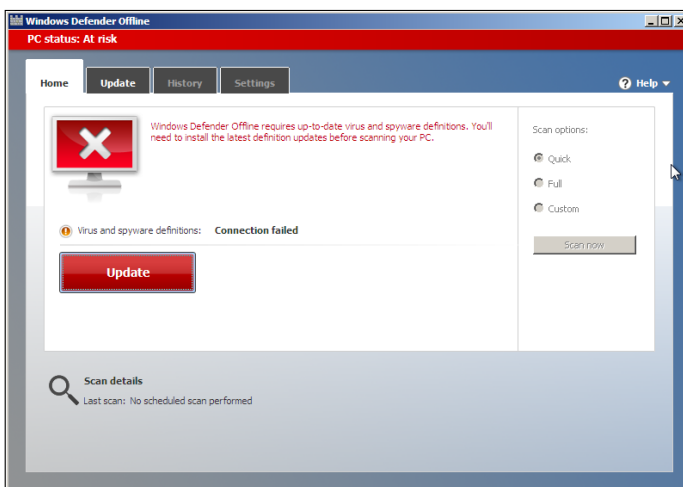 Windows Defender Offline
PC status: At risk
Home Update History Settings Help
Windows Defender Offline requires up-to-date virus and spyware definitions. You'll
need to install the latest definition updates before scanning your PC.
Scan options:
Quick
Full
Custom
Scan now
Virus and spyware definitions: Connection failed
Update
Scan details
Last scan: No scheduled scan performed